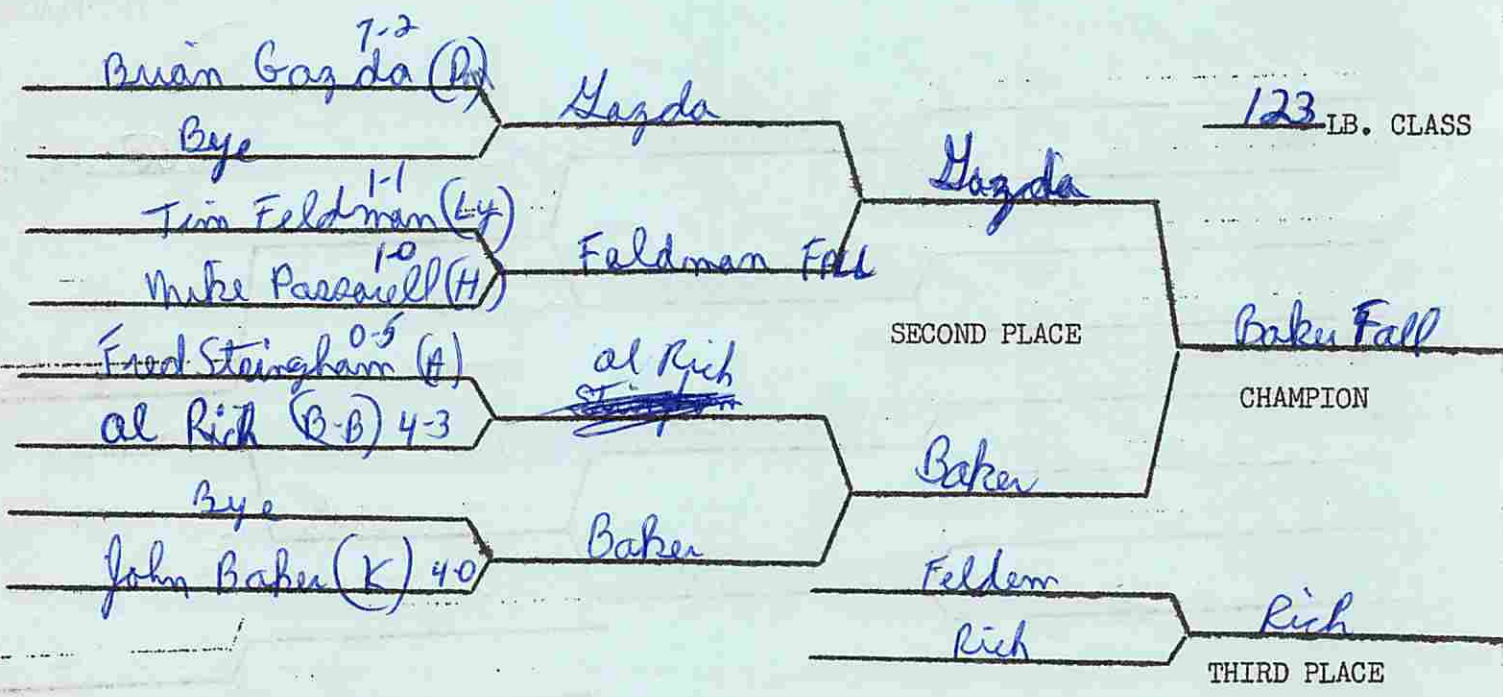 7-2
Brian Gazda
Bye
1-1
Tim Feldman (Ly)
1-0
Mike Passarell (H)
0-5
Fred Steingham (A)
al Rich (B-B) 4-3
Bye
John Baker (K) 4-0
Gazda
Feldman Fall
al Rich
Baker
Gazda
SECOND PLACE
Baker
Feldem
Rich
123 LB. CLASS
Baker Fall
CHAMPION
Rich
THIRD PLACE